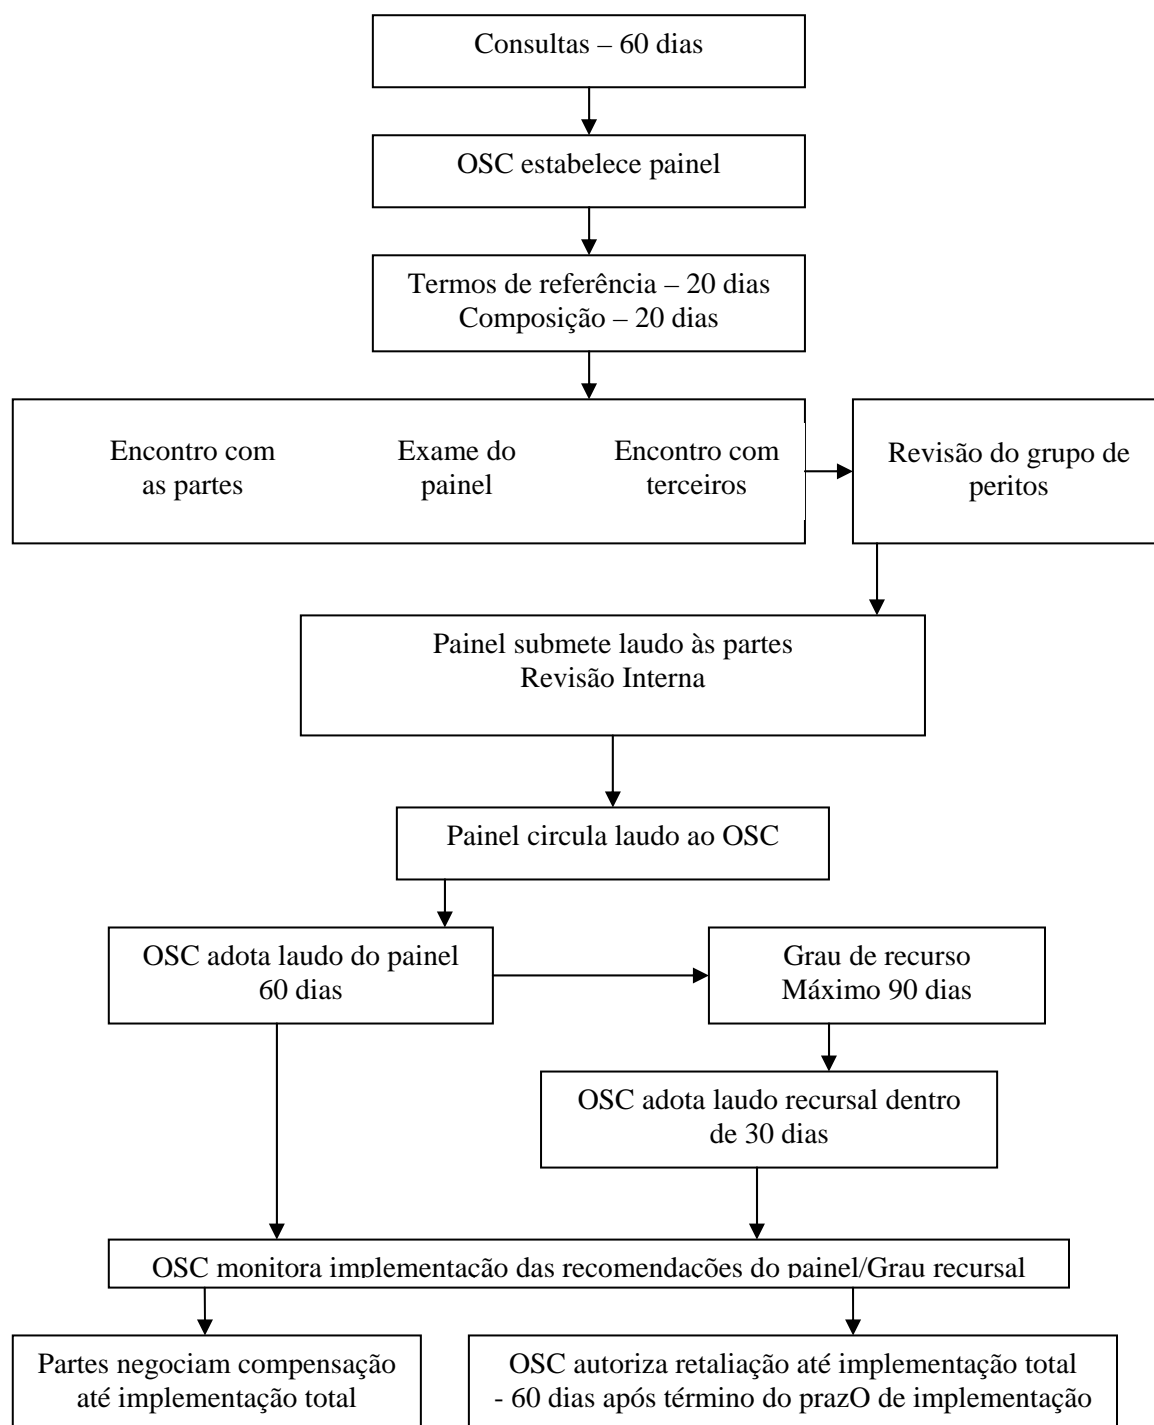 Consultas – 60 dias
OSC estabelece painel
Termos de referência – 20 dias
Composição – 20 dias
Encontro com
as partes
Exame do
painel
Encontro com
terceiros
Revisão do grupo de
peritos
Painel submete laudo às partes
Revisão Interna
Painel circula laudo ao OSC
OSC adota laudo do painel
60 dias
Grau de recurso
Máximo 90 dias
OSC adota laudo recursal dentro
de 30 dias
OSC monitora implementação das recomendações do painel/Grau recursal
Partes negociam compensação
até implementação total
OSC autoriza retaliação até implementação total
- 60 dias após término do prazO de implementação